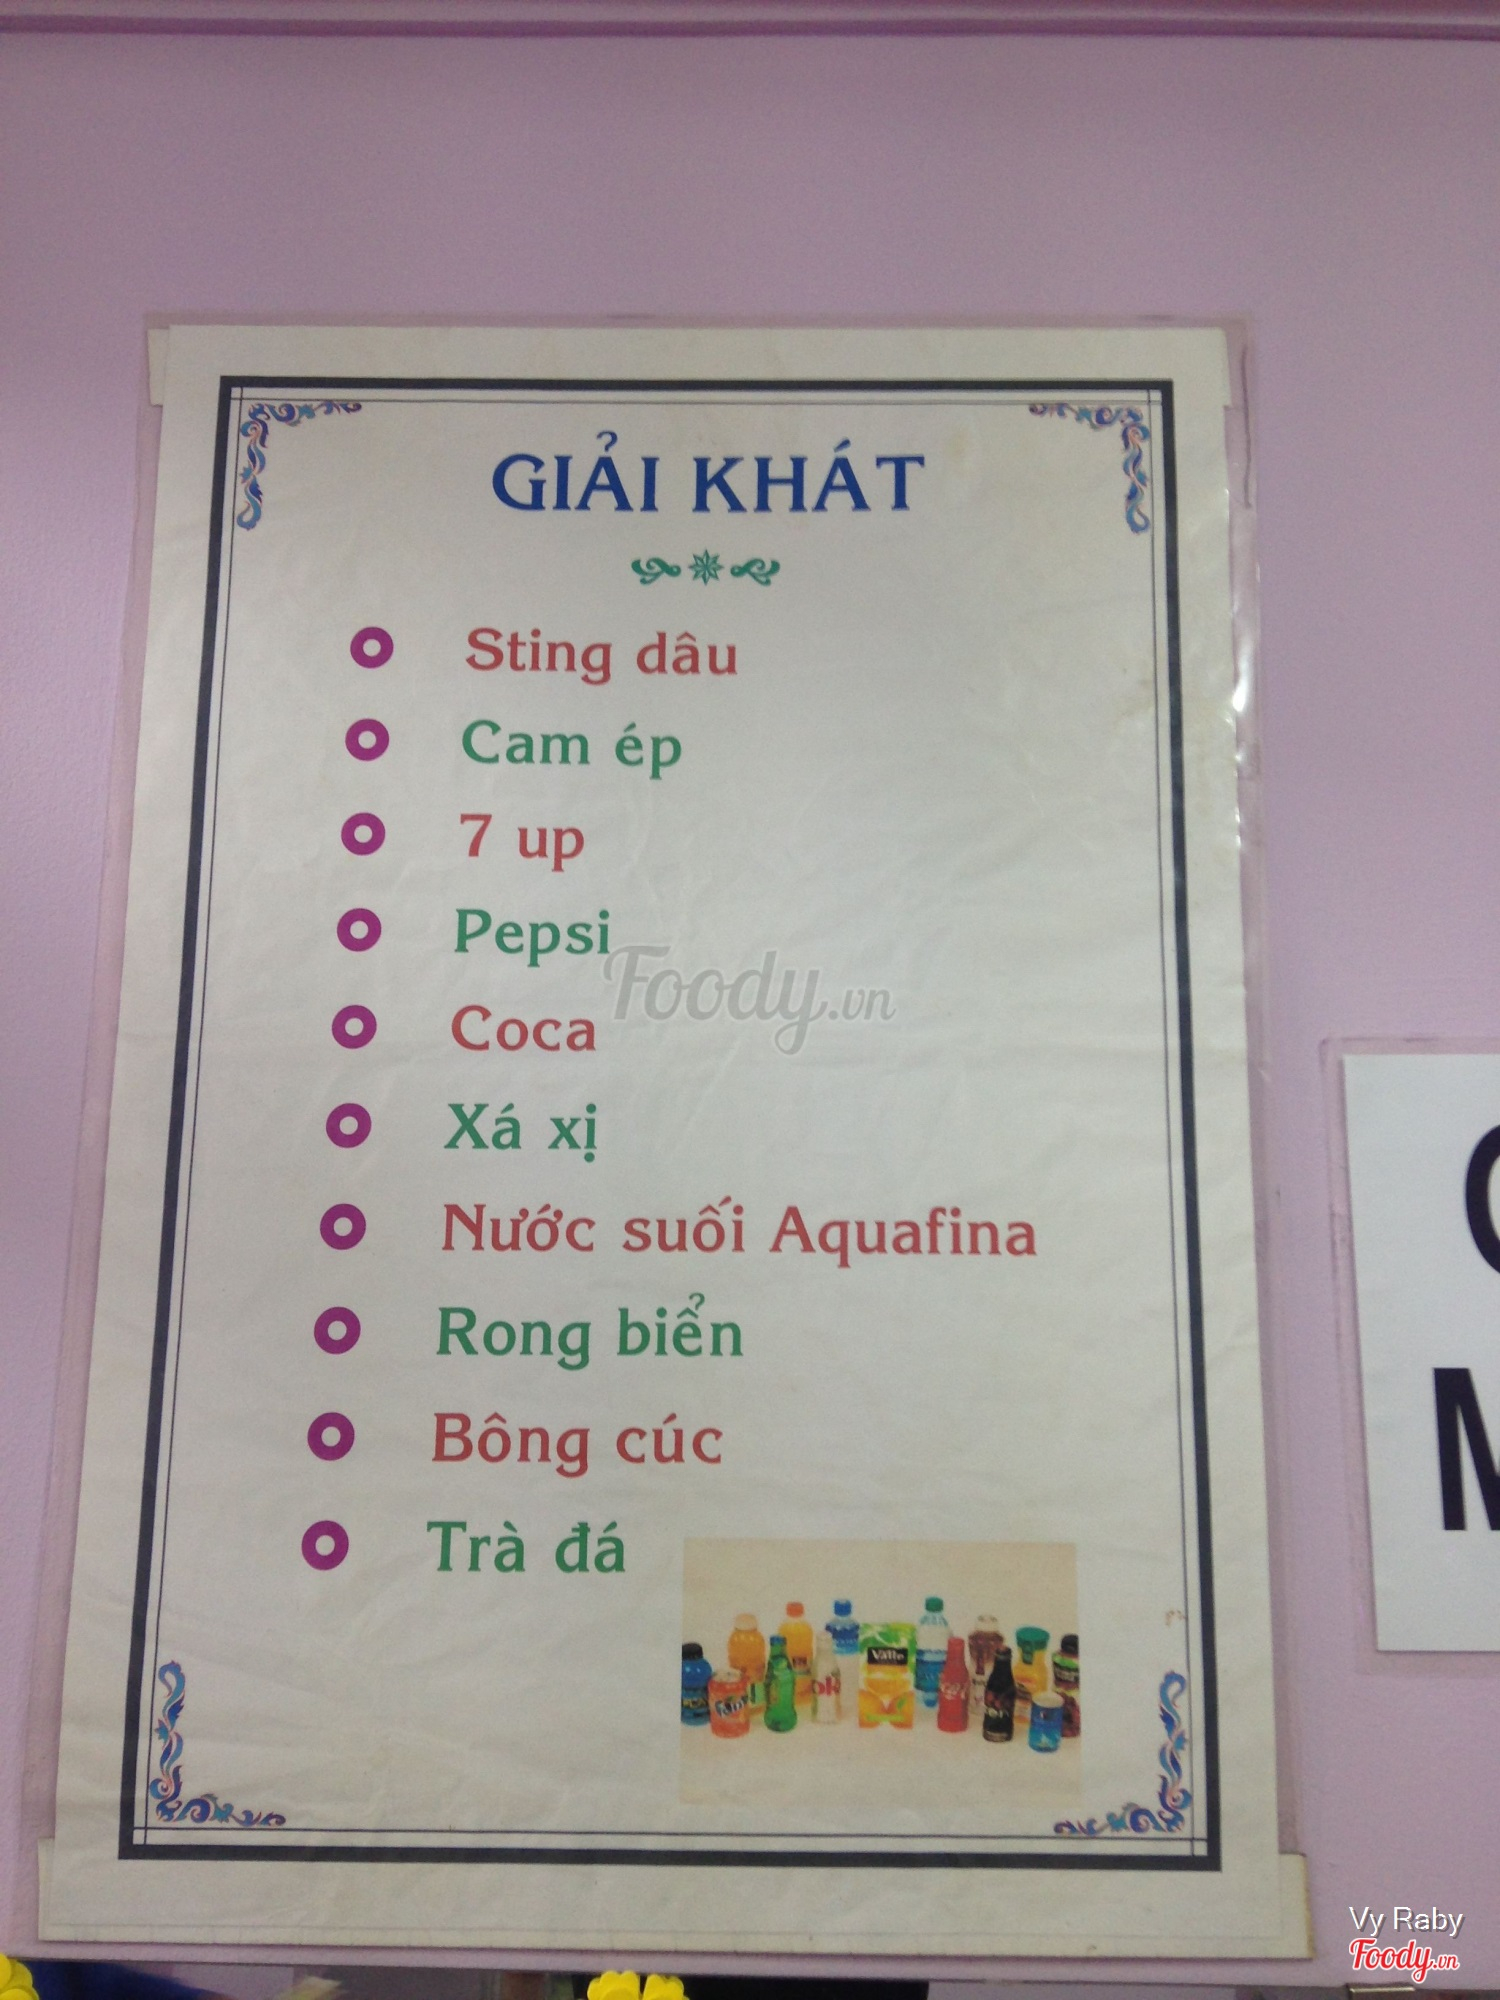 GIẢI KHÁT
Sting dâu
Cam ép
7 up
Pepsi
Foody.vn
Coca
Xá xị
Nước suối Aquafina
Rong biển
Bông cúc
Trà đá
Valle
Vy Raby
Foody.vn